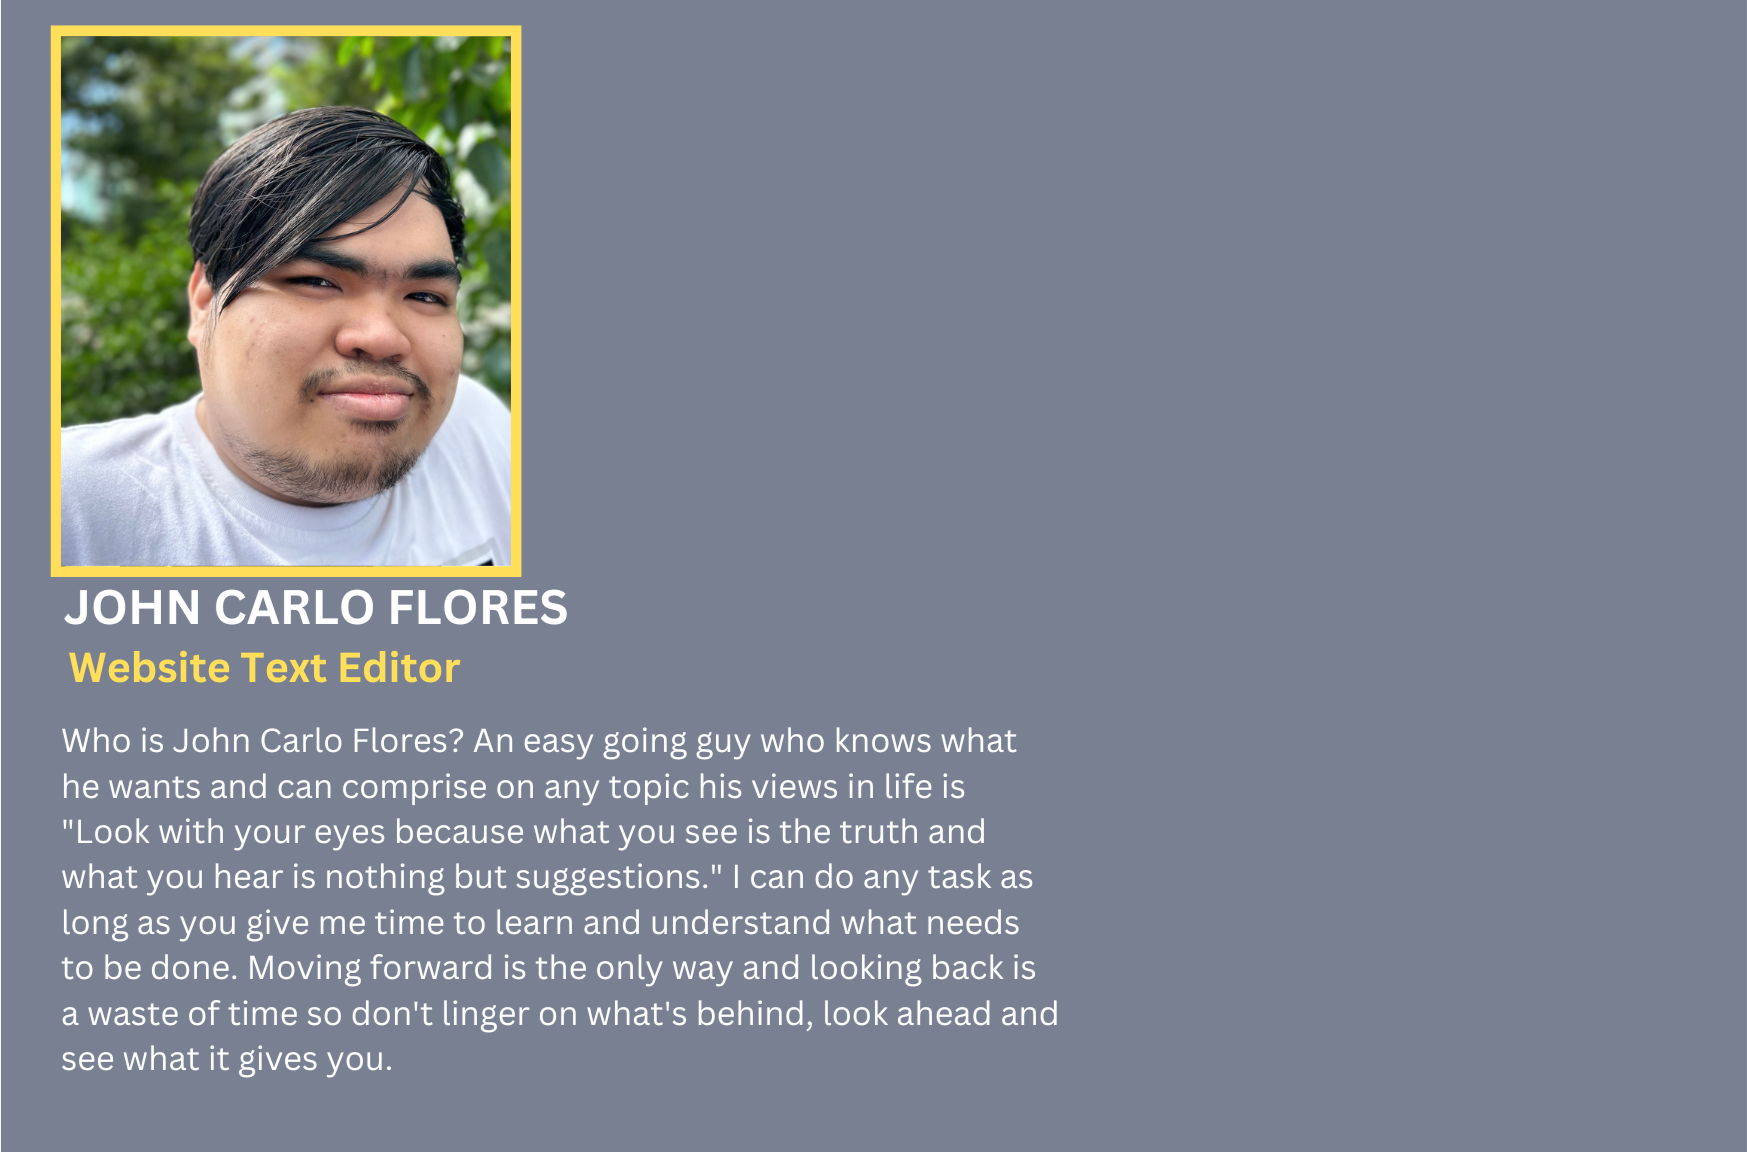 JOHN CARLO FLORES
Website Text Editor
Who is John Carlo Flores? An easy going guy who knows what
he wants and can comprise on any topic his views in life is
"Look with your eyes because what you see is the truth and
what you hear is nothing but suggestions." I can do any task as
long as you give me time to learn and understand what needs
to be done. Moving forward is the only way and looking back is
a waste of time so don't linger on what's behind, look ahead and
see what it gives you.